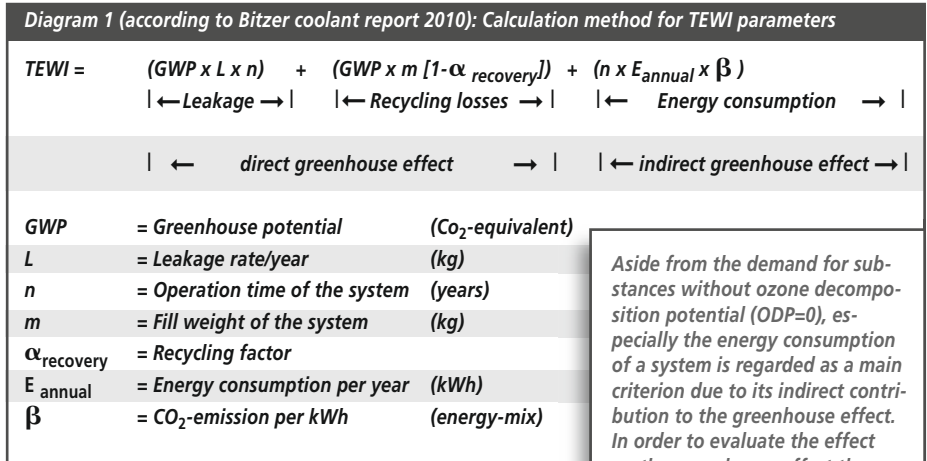 Diagram 1 (according to Bitzer coolant report 2010): Calculation method for TEWI parameters
TEWI = (GWP x L x n) + (GWP x m [1-α recovery]) + (n x E annual x β )
|←Leakage →| |← Recycling losses →| |← Energy consumption → |
| ← direct greenhouse effect → | |← indirect greenhouse effect →|
GWP = Greenhouse potential (Co₂-equivalent)
L = Leakage rate/year (kg)
n = Operation time of the system (years)
m = Fill weight of the system (kg)
α recovery = Recycling factor
E annual = Energy consumption per year (kWh)
β = CO₂-emission per kWh (energy-mix)
Aside from the demand for sub-
stances without ozone decompo-
sition potential (ODP=0), es-
pecially the energy consumption
of a system is regarded as a main
criterion due to its indirect contri-
bution to the greenhouse effect.
In order to evaluate the effect